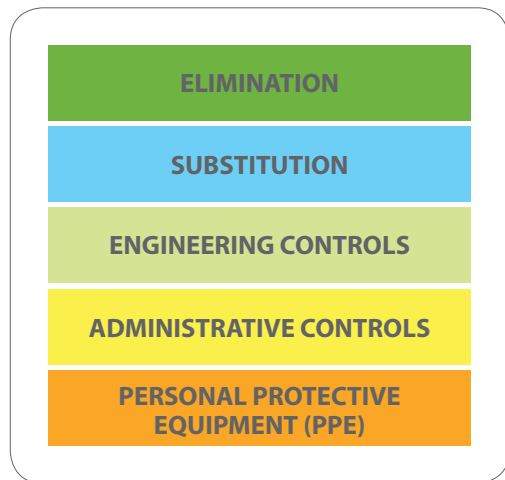 ELIMINATION
SUBSTITUTION
ENGINEERING CONTROLS
ADMINISTRATIVE CONTROLS
PERSONAL PROTECTIVE
EQUIPMENT (PPE)